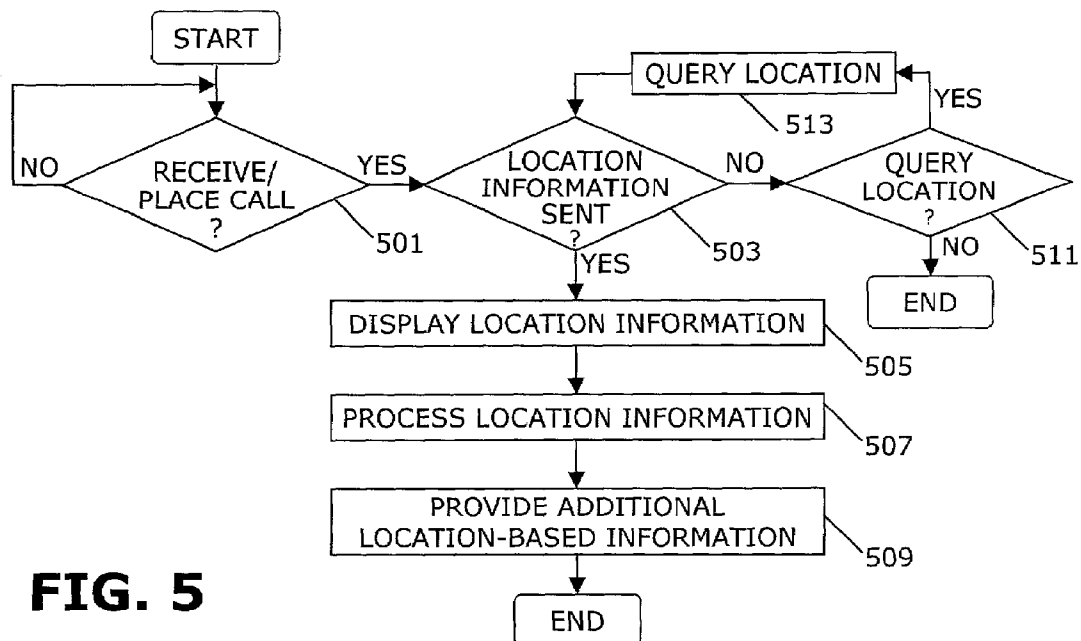 START
NO
RECEIVE/
PLACE CALL
?
501
YES
LOCATION
INFORMATION
SENT
?
503
NO
QUERY
LOCATION
?
511
YES
QUERY LOCATION
513
NO
END
YES
DISPLAY LOCATION INFORMATION
505
PROCESS LOCATION INFORMATION
507
PROVIDE ADDITIONAL
LOCATION-BASED INFORMATION
509
END
FIG. 5